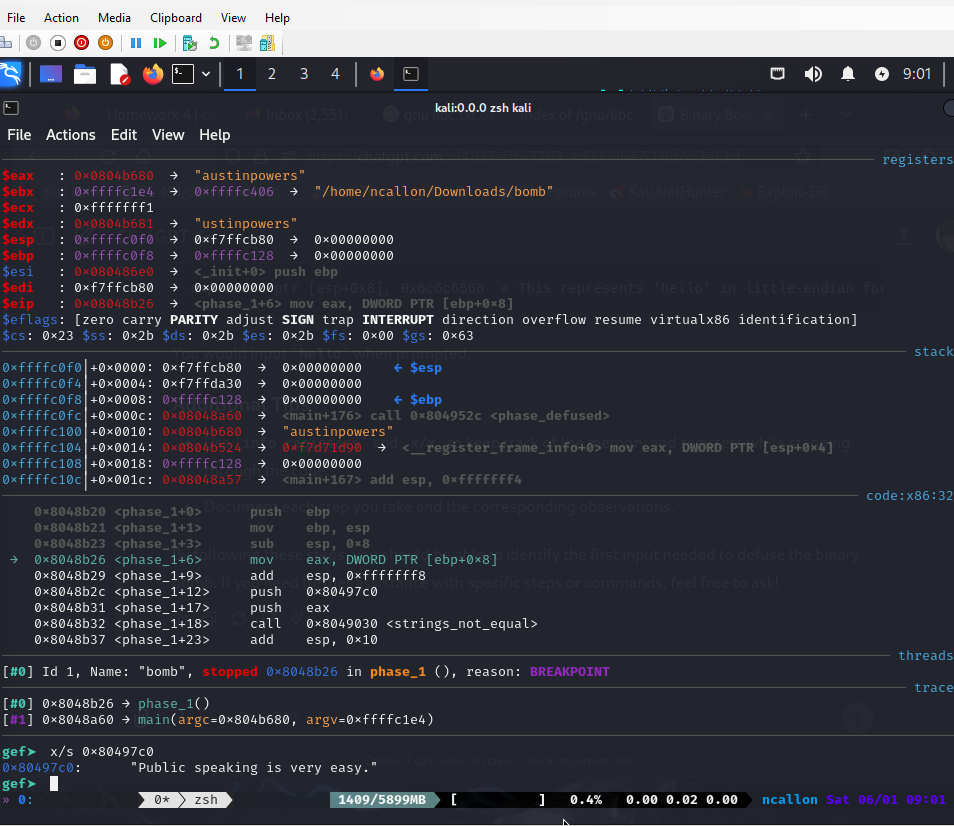 File Action Media Clipboard View Help
1 2 3 4 9:01
kali:0.0.0 zsh kali
File Actions Edit View Help
registers
$eax : 0×0804b680 → "austinpowers"
$ebx : 0×ffffc1e4 → 0×ffffc406 → "/home/ncallon/Downloads/bomb"
$ecx : 0×fffffff1
$edx : 0×0804b681 → "ustinpowers"
$esp : 0×ffffc0f0 → 0×f7ffcb80 → 0×00000000
$ebp : 0×ffffc0f8 → 0×ffffc128 → 0×00000000
$esi : 0×080486e0 → <_init+0> push ebp
$edi : 0×f7ffcb80 → 0×00000000
$eip : 0×08048b26 → <phase_1+6> mov eax, DWORD PTR [ebp+0×8]
$eflags: [zero carry PARITY adjust SIGN trap INTERRUPT direction overflow resume virtualx86 identification]
$cs: 0×23 $ss: 0×2b $ds: 0×2b $es: 0×2b $fs: 0×00 $gs: 0×63
stack
0×ffffc0f0│+0×0000: 0×f7ffcb80 → 0×00000000 ← $esp
0×ffffc0f4│+0×0004: 0×f7ffda30 → 0×00000000
0×ffffc0f8│+0×0008: 0×ffffc128 → 0×00000000 ← $ebp
0×ffffc0fc│+0×000c: 0×08048a60 → <main+176> call 0×804952c <phase_defused>
0×ffffc100│+0×0010: 0×0804b680 → "austinpowers"
0×ffffc104│+0×0014: 0×0804b524 → 0×f7d71d90 → <__register_frame_info+0> mov eax, DWORD PTR [esp+0×4]
0×ffffc108│+0×0018: 0×ffffc128 → 0×00000000
0×ffffc10c│+0×001c: 0×08048a57 → <main+167> add esp, 0×fffffff4
code:x86:32
0×8048b20 <phase_1+0> push ebp
0×8048b21 <phase_1+1> mov ebp, esp
0×8048b23 <phase_1+3> sub esp, 0×8
→ 0×8048b26 <phase_1+6> mov eax, DWORD PTR [ebp+0×8]
0×8048b29 <phase_1+9> add esp, 0×fffffff8
0×8048b2c <phase_1+12> push 0×80497c0
0×8048b31 <phase_1+17> push eax
0×8048b32 <phase_1+18> call 0×8049030 <strings_not_equal>
0×8048b37 <phase_1+23> add esp, 0×10
threads
[#0] Id 1, Name: "bomb", stopped 0×8048b26 in phase_1 (), reason: BREAKPOINT
trace
[#0] 0×8048b26 → phase_1()
[#1] 0×8048a60 → main(argc=0×804b680, argv=0×ffffc1e4)
gef➤ x/s 0×80497c0
0×80497c0: "Public speaking is very easy."
gef➤
» 0: 0* zsh 1409/5899MB [ ] 0.4% 0.00 0.02 0.00 ncallon Sat 06/01 09:01